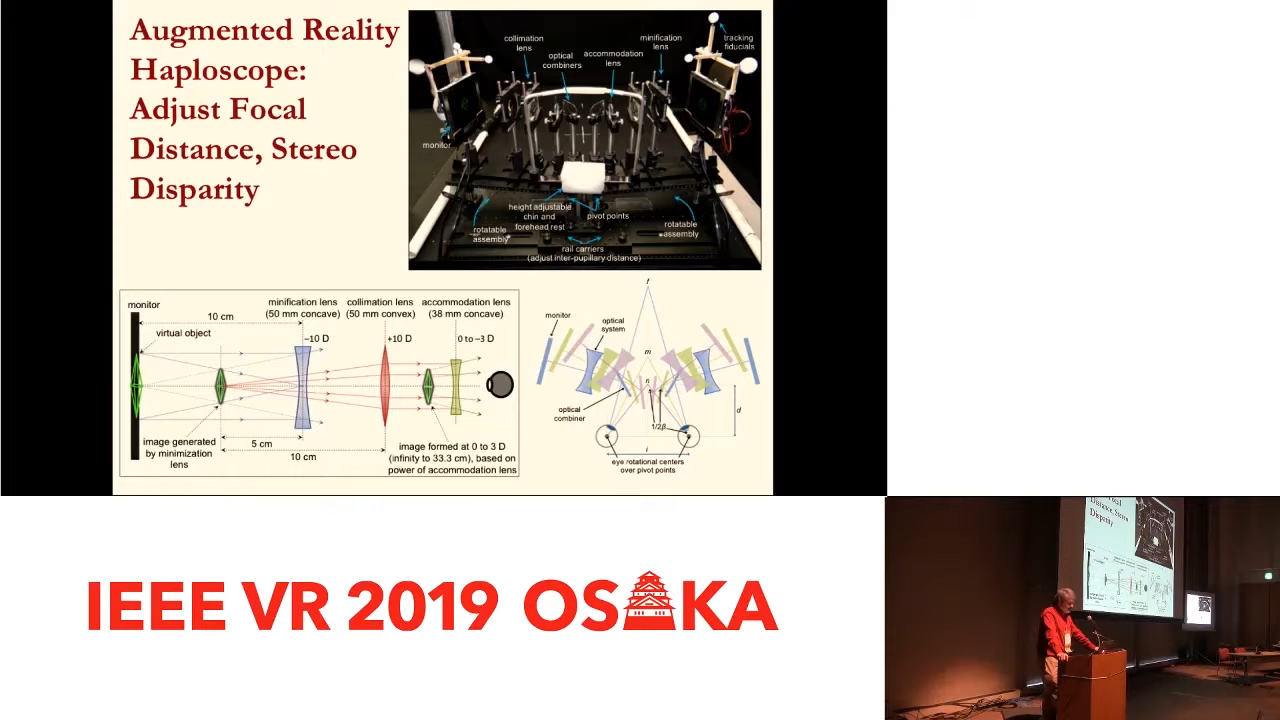 Augmented Reality
Haploscope:
Adjust Focal
Distance, Stereo
Disparity
collimation
lens
optical
combiners
accommodation
lens
minification
lens
tracking
fiducials
monitor
height adjustable
chin and
forehead rest
pivot points
rotatable
assembly
rotatable
assembly
rail carriers
(adjust inter-pupillary distance)
monitor
10 cm
virtual object
minification lens
(50 mm concave)
collimation lens
(50 mm convex)
accommodation lens
(38 mm concave)
–10 D
+10 D
0 to –3 D
image generated
by minimization
lens
5 cm
10 cm
image formed at 0 to 3 D
(infinity to 33.3 cm), based on
power of accommodation lens
f
monitor
optical
system
m
n
optical
combiner
1/2β
d
i
eye rotational centers
over pivot points
IEEE VR 2019 OSAKA
Distance, Stereo
Disparity